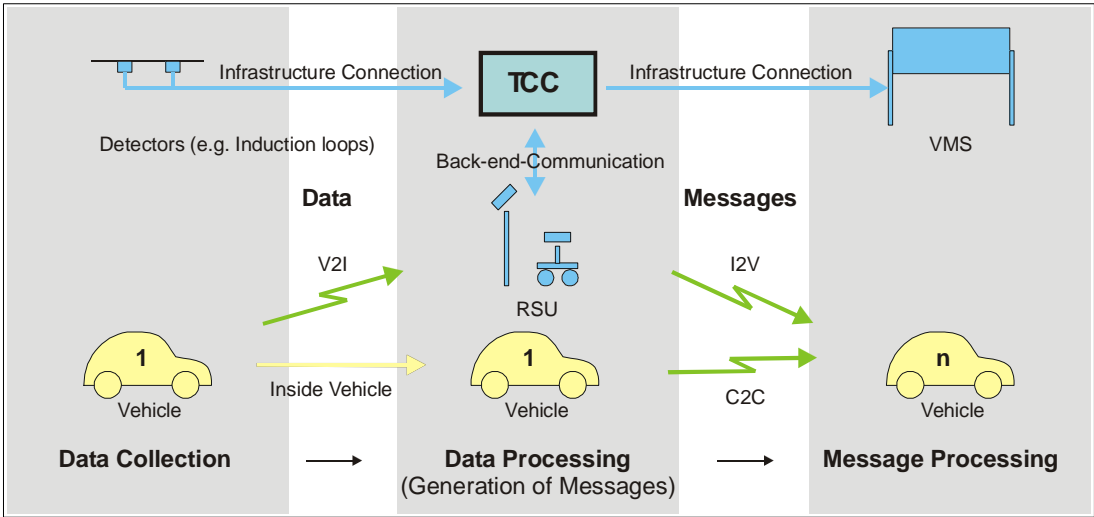 Infrastructure Connection
TCC
Infrastructure Connection
Detectors (e.g. Induction loops)
VMS
Back-end-Communication
Data
Messages
V2I
I2V
RSU
1
1
n
Inside Vehicle
C2C
Vehicle
Vehicle
Vehicle
Data Collection
Data Processing
Message Processing
(Generation of Messages)